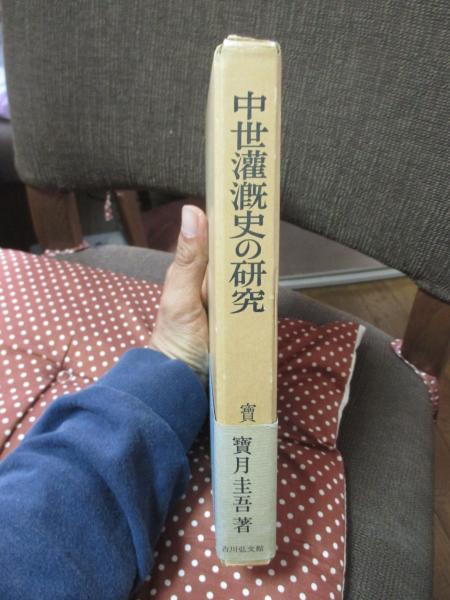 中世灌漑史の研究
寶
寶月圭吾著
吉川弘文館